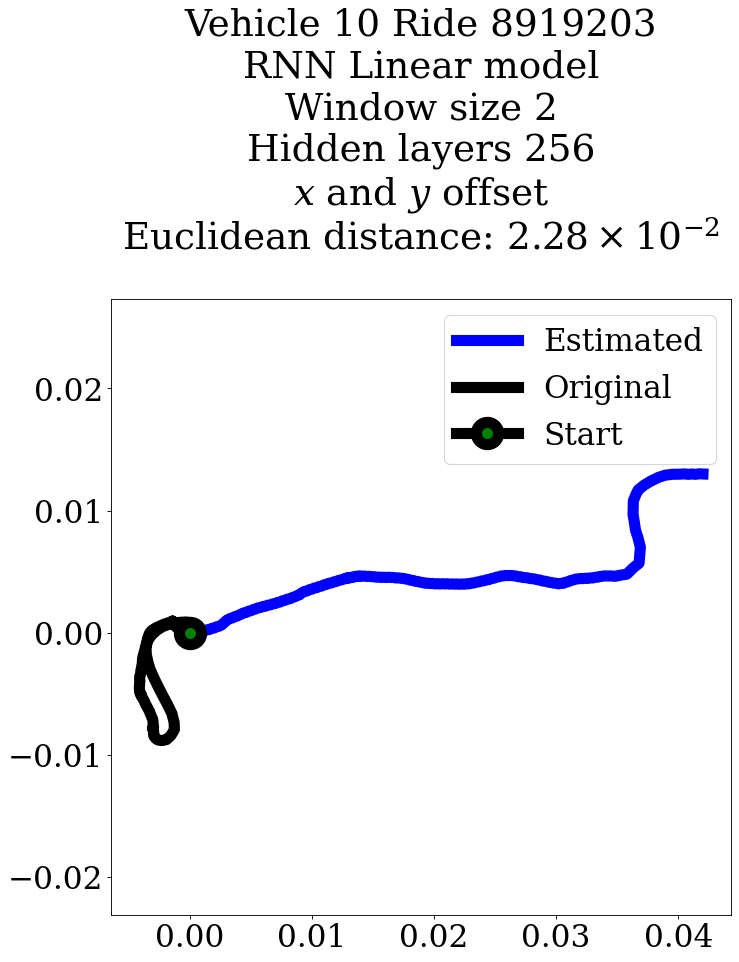 Vehicle 10 Ride 8919203
RNN Linear model
Window size 2
Hidden layers 256
x and y offset
Euclidean distance: 2.28 × 10⁻²
Estimated
Original
Start
0.02
0.01
0.00
−0.01
−0.02
0.00 0.01 0.02 0.03 0.04